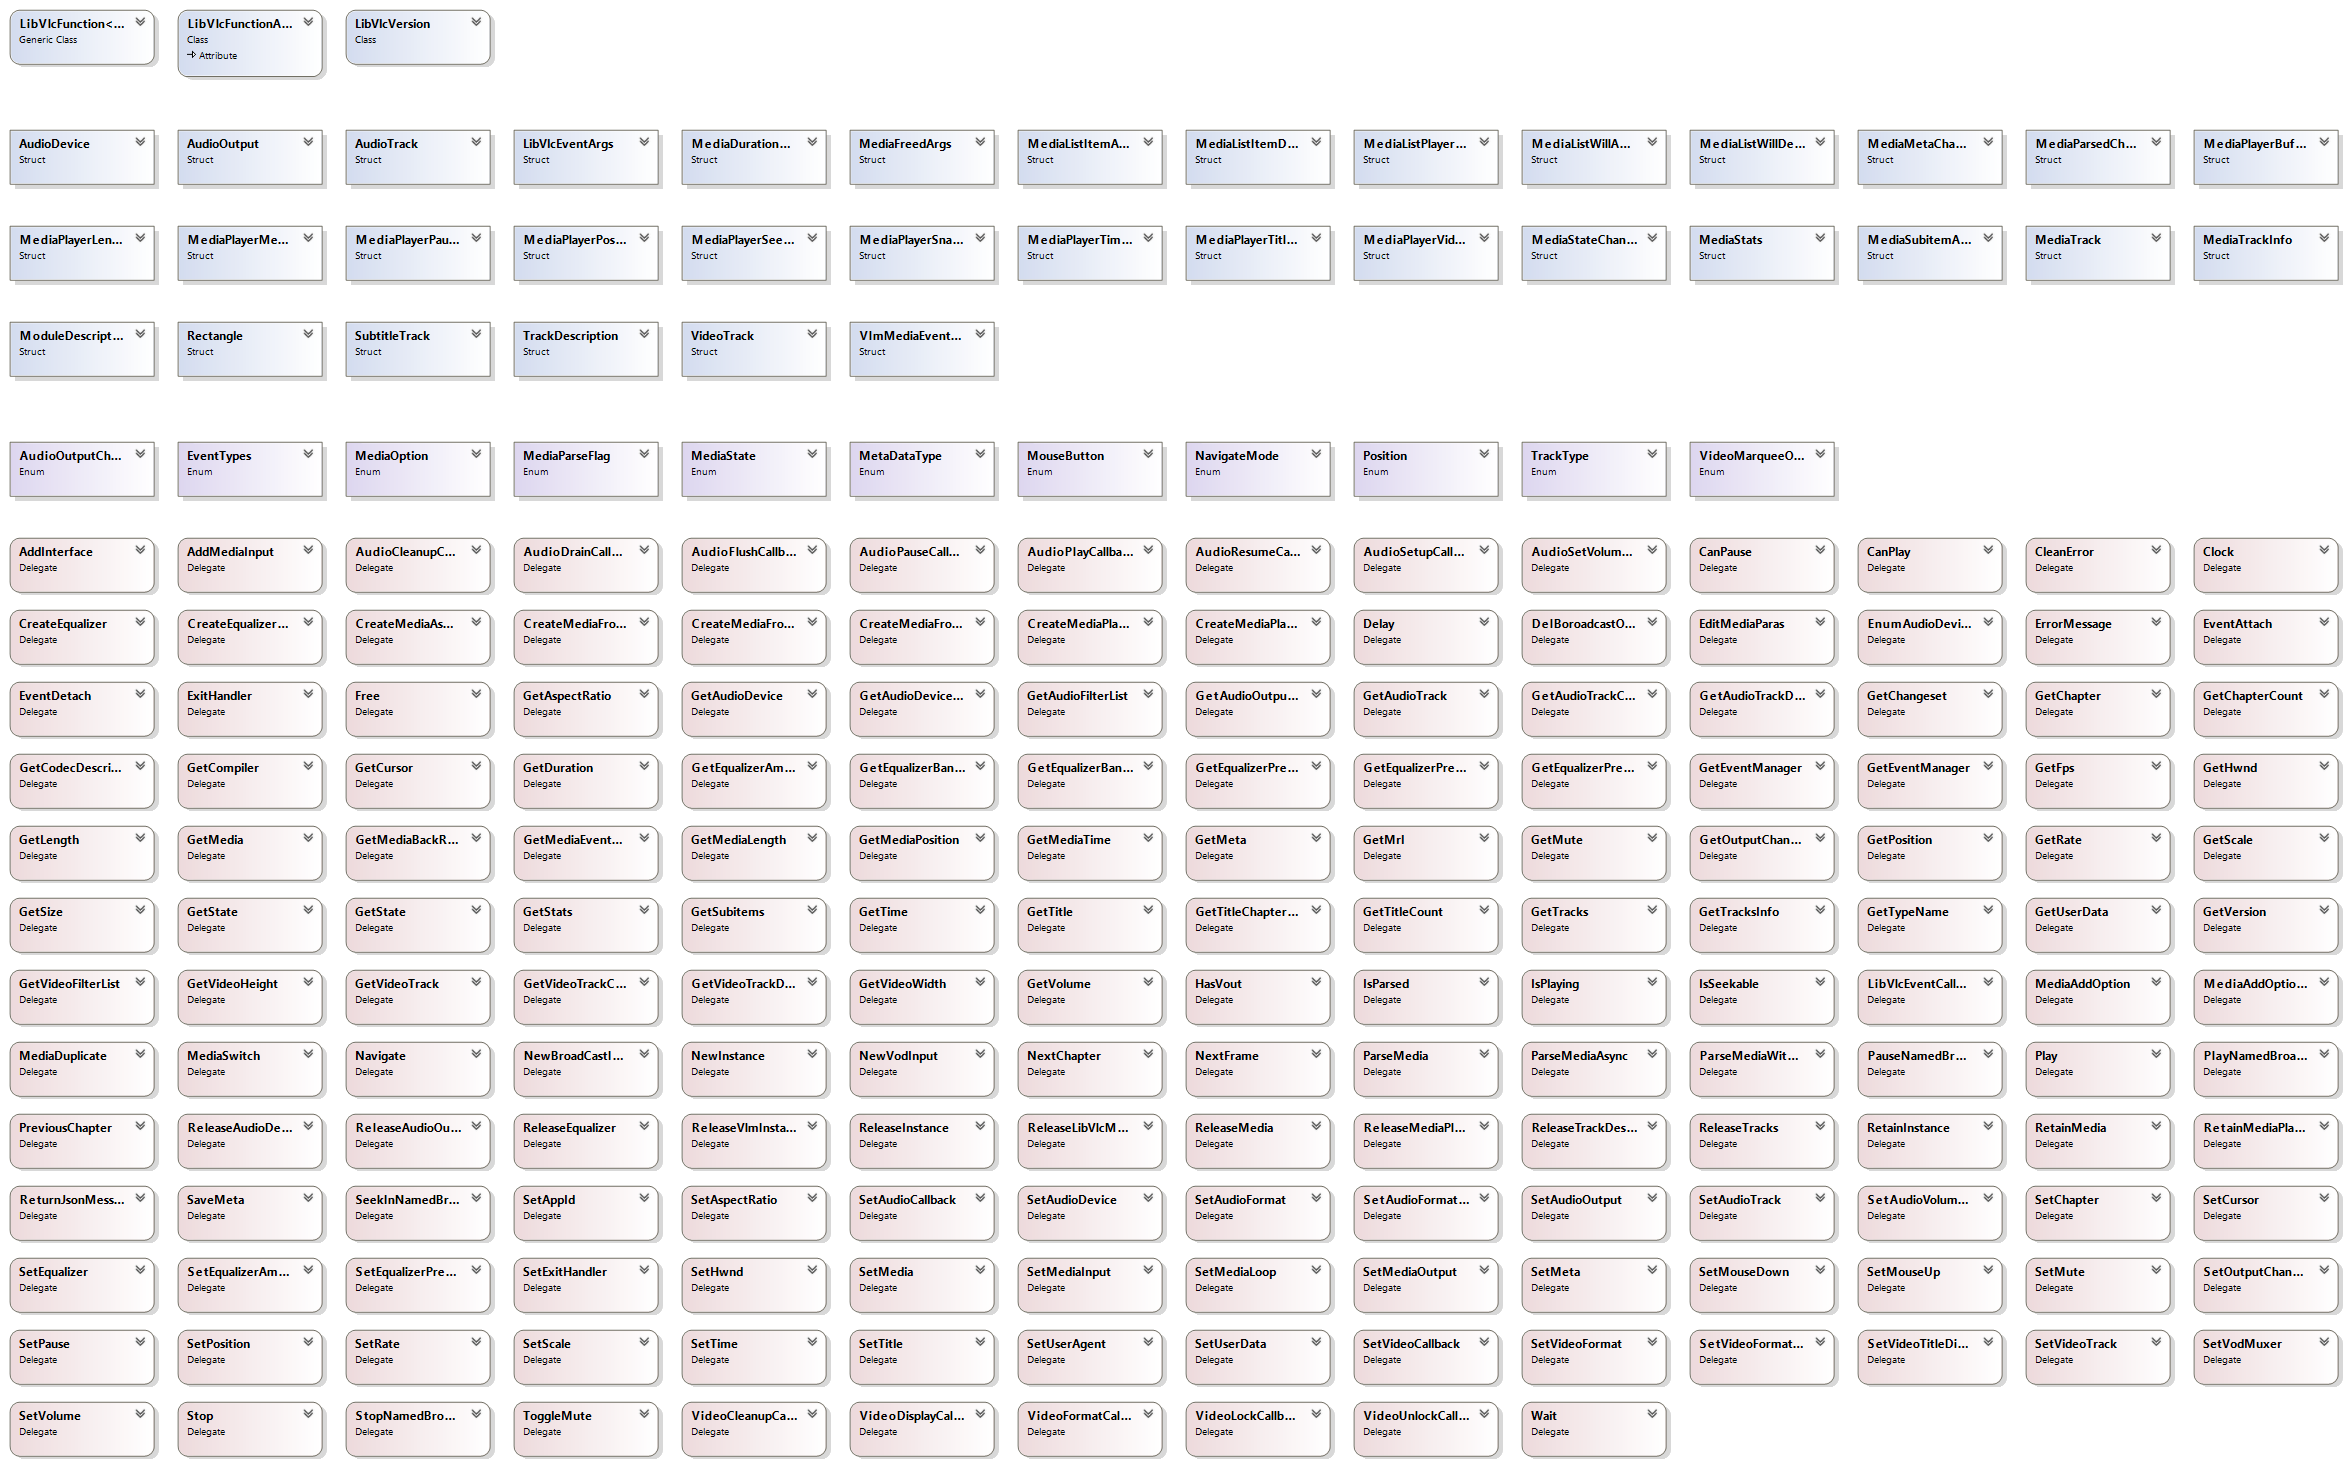 LibVlcFunction<...
Generic Class
LibVlcFunctionA...
Class
Attribute
LibVlcVersion
Class
AudioDevice
Struct
AudioOutput
Struct
AudioTrack
Struct
LibVlcEventArgs
Struct
MediaDuration...
Struct
MediaFreedArgs
Struct
MediaListItemA...
Struct
MediaListItemD...
Struct
MediaListPlayer...
Struct
MediaListWillA...
Struct
MediaListWillDe...
Struct
MediaMetaCha...
Struct
MediaParsedCh...
Struct
MediaPlayerBuf...
Struct
MediaPlayerLen...
Struct
MediaPlayerMe...
Struct
MediaPlayerPau...
Struct
MediaPlayerPos...
Struct
MediaPlayerSee...
Struct
MediaPlayerSna...
Struct
MediaPlayerTim...
Struct
MediaPlayerTitl...
Struct
MediaPlayerVid...
Struct
MediaStateChan...
Struct
MediaStats
Struct
MediaSubitemA...
Struct
MediaTrack
Struct
MediaTrackInfo
Struct
ModuleDescript...
Struct
Rectangle
Struct
SubtitleTrack
Struct
TrackDescription
Struct
VideoTrack
Struct
VlmMediaEvent...
Struct
AudioOutputCh...
Enum
EventTypes
Enum
MediaOption
Enum
MediaParseFlag
Enum
MediaState
Enum
MetaDataType
Enum
MouseButton
Enum
NavigateMode
Enum
Position
Enum
TrackType
Enum
VideoMarqueeO...
Enum
AddInterface
Delegate
AddMediaInput
Delegate
AudioCleanupC...
Delegate
AudioDrainCall...
Delegate
AudioFlushCallb...
Delegate
AudioPauseCall...
Delegate
AudioPlayCallba...
Delegate
AudioResumeCa...
Delegate
AudioSetupCall...
Delegate
AudioSetVolum...
Delegate
CanPause
Delegate
CanPlay
Delegate
CleanError
Delegate
Clock
Delegate
CreateEqualizer
Delegate
CreateEqualizer...
Delegate
CreateMediaAs...
Delegate
CreateMediaFro...
Delegate
CreateMediaFro...
Delegate
CreateMediaFro...
Delegate
CreateMediaPla...
Delegate
CreateMediaPla...
Delegate
Delay
Delegate
DelBoroadcastO...
Delegate
EditMediaParas
Delegate
EnumAudioDevi...
Delegate
ErrorMessage
Delegate
EventAttach
Delegate
EventDetach
Delegate
ExitHandler
Delegate
Free
Delegate
GetAspectRatio
Delegate
GetAudioDevice
Delegate
GetAudioDevice...
Delegate
GetAudioFilterList
Delegate
GetAudioOutpu...
Delegate
GetAudioTrack
Delegate
GetAudioTrackC...
Delegate
GetAudioTrackD...
Delegate
GetChangeset
Delegate
GetChapter
Delegate
GetChapterCount
Delegate
GetCodecDescri...
Delegate
GetCompiler
Delegate
GetCursor
Delegate
GetDuration
Delegate
GetEqualizerAm...
Delegate
GetEqualizerBan...
Delegate
GetEqualizerBan...
Delegate
GetEqualizerPre...
Delegate
GetEqualizerPre...
Delegate
GetEqualizerPre...
Delegate
GetEventManager
Delegate
GetEventManager
Delegate
GetFps
Delegate
GetHwnd
Delegate
GetLength
Delegate
GetMedia
Delegate
GetMediaBackR...
Delegate
GetMediaEvent...
Delegate
GetMediaLength
Delegate
GetMediaPosition
Delegate
GetMediaTime
Delegate
GetMeta
Delegate
GetMrl
Delegate
GetMute
Delegate
GetOutputChan...
Delegate
GetPosition
Delegate
GetRate
Delegate
GetScale
Delegate
GetSize
Delegate
GetState
Delegate
GetState
Delegate
GetStats
Delegate
GetSubitems
Delegate
GetTime
Delegate
GetTitle
Delegate
GetTitleChapter...
Delegate
GetTitleCount
Delegate
GetTracks
Delegate
GetTracksInfo
Delegate
GetTypeName
Delegate
GetUserData
Delegate
GetVersion
Delegate
GetVideoFilterList
Delegate
GetVideoHeight
Delegate
GetVideoTrack
Delegate
GetVideoTrackC...
Delegate
GetVideoTrackD...
Delegate
GetVideoWidth
Delegate
GetVolume
Delegate
HasVout
Delegate
IsParsed
Delegate
IsPlaying
Delegate
IsSeekable
Delegate
LibVlcEventCall...
Delegate
MediaAddOption
Delegate
MediaAddOptio...
Delegate
MediaDuplicate
Delegate
MediaSwitch
Delegate
Navigate
Delegate
NewBroadCastI...
Delegate
NewInstance
Delegate
NewVodInput
Delegate
NextChapter
Delegate
NextFrame
Delegate
ParseMedia
Delegate
ParseMediaAsync
Delegate
ParseMediaWit...
Delegate
PauseNamedBr...
Delegate
Play
Delegate
PlayNamedBroa...
Delegate
PreviousChapter
Delegate
ReleaseAudioDe...
Delegate
ReleaseAudioOu...
Delegate
ReleaseEqualizer
Delegate
ReleaseVlmInsta...
Delegate
ReleaseInstance
Delegate
ReleaseLibVlcM...
Delegate
ReleaseMedia
Delegate
ReleaseMediaPl...
Delegate
ReleaseTrackDes...
Delegate
ReleaseTracks
Delegate
RetainInstance
Delegate
RetainMedia
Delegate
RetainMediaPla...
Delegate
ReturnJsonMess...
Delegate
SaveMeta
Delegate
SeekInNamedBr...
Delegate
SetAppId
Delegate
SetAspectRatio
Delegate
SetAudioCallback
Delegate
SetAudioDevice
Delegate
SetAudioFormat
Delegate
SetAudioFormat...
Delegate
SetAudioOutput
Delegate
SetAudioTrack
Delegate
SetAudioVolum...
Delegate
SetChapter
Delegate
SetCursor
Delegate
SetEqualizer
Delegate
SetEqualizerAm...
Delegate
SetEqualizerPre...
Delegate
SetExitHandler
Delegate
SetHwnd
Delegate
SetMedia
Delegate
SetMediaInput
Delegate
SetMediaLoop
Delegate
SetMediaOutput
Delegate
SetMeta
Delegate
SetMouseDown
Delegate
SetMouseUp
Delegate
SetMute
Delegate
SetOutputChan...
Delegate
SetPause
Delegate
SetPosition
Delegate
SetRate
Delegate
SetScale
Delegate
SetTime
Delegate
SetTitle
Delegate
SetUserAgent
Delegate
SetUserData
Delegate
SetVideoCallback
Delegate
SetVideoFormat
Delegate
SetVideoFormat...
Delegate
SetVideoTitleDi...
Delegate
SetVideoTrack
Delegate
SetVodMuxer
Delegate
SetVolume
Delegate
Stop
Delegate
StopNamedBro...
Delegate
ToggleMute
Delegate
VideoCleanupCa...
Delegate
VideoDisplayCal...
Delegate
VideoFormatCal...
Delegate
VideoLockCallb...
Delegate
VideoUnlockCall...
Delegate
Wait
Delegate